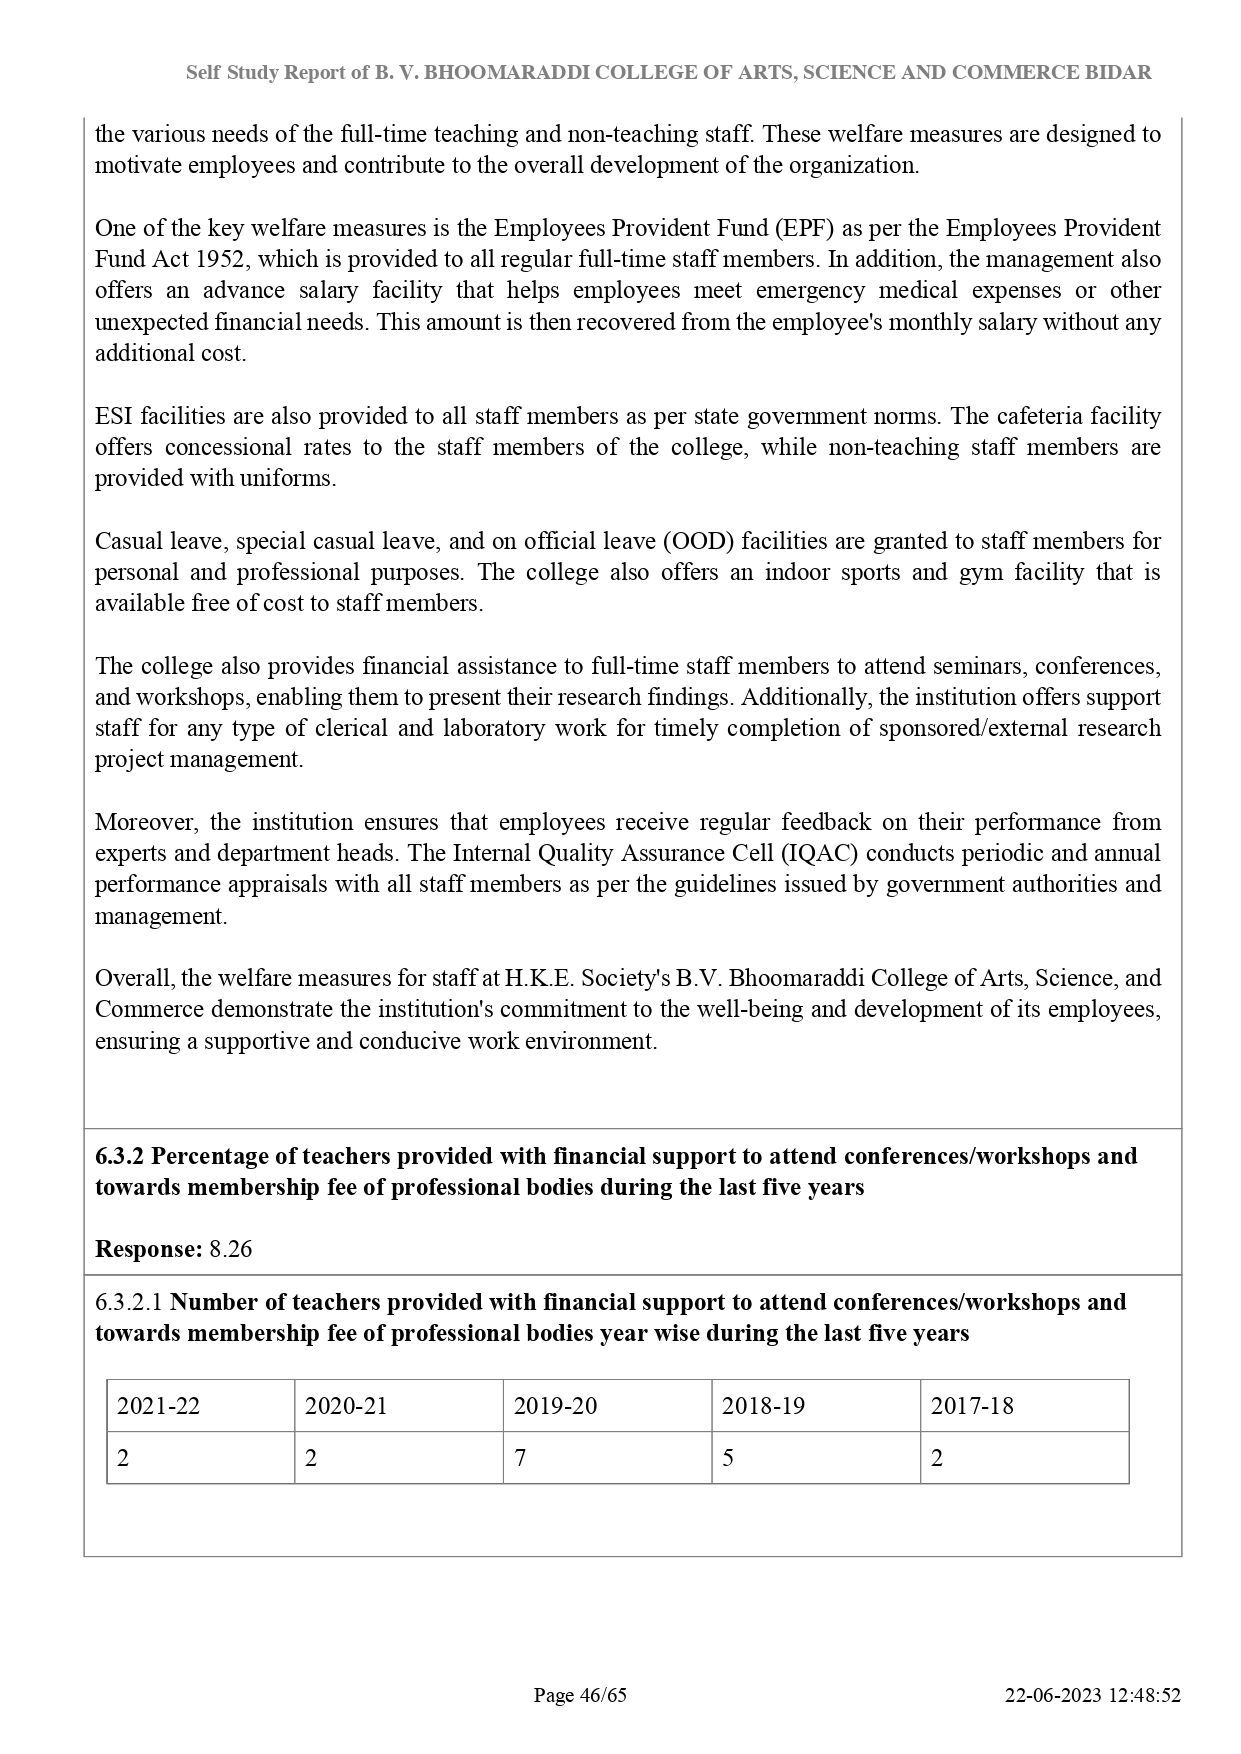 Self Study Report of B. V. BHOOMARADDI COLLEGE OF ARTS, SCIENCE AND COMMERCE BIDAR
the various needs of the full-time teaching and non-teaching staff. These welfare measures are designed to
motivate employees and contribute to the overall development of the organization.
One of the key welfare measures is the Employees Provident Fund (EPF) as per the Employees Provident
Fund Act 1952, which is provided to all regular full-time staff members. In addition, the management also
offers an advance salary facility that helps employees meet emergency medical expenses or other
unexpected financial needs. This amount is then recovered from the employee's monthly salary without any
additional cost.
ESI facilities are also provided to all staff members as per state government norms. The cafeteria facility
offers concessional rates to the staff members of the college, while non-teaching staff members are
provided with uniforms.
Casual leave, special casual leave, and on official leave (OOD) facilities are granted to staff members for
personal and professional purposes. The college also offers an indoor sports and gym facility that is
available free of cost to staff members.
The college also provides financial assistance to full-time staff members to attend seminars, conferences,
and workshops, enabling them to present their research findings. Additionally, the institution offers support
staff for any type of clerical and laboratory work for timely completion of sponsored/external research
project management.
Moreover, the institution ensures that employees receive regular feedback on their performance from
experts and department heads. The Internal Quality Assurance Cell (IQAC) conducts periodic and annual
performance appraisals with all staff members as per the guidelines issued by government authorities and
management.
Overall, the welfare measures for staff at H.K.E. Society's B.V. Bhoomaraddi College of Arts, Science, and
Commerce demonstrate the institution's commitment to the well-being and development of its employees,
ensuring a supportive and conducive work environment.
6.3.2 Percentage of teachers provided with financial support to attend conferences/workshops and
towards membership fee of professional bodies during the last five years
Response: 8.26
6.3.2.1 Number of teachers provided with financial support to attend conferences/workshops and
towards membership fee of professional bodies year wise during the last five years
2021-22 2020-21 2019-20 2018-19 2017-18
2 2 7 5 2
Page 46/65 22-06-2023 12:48:52